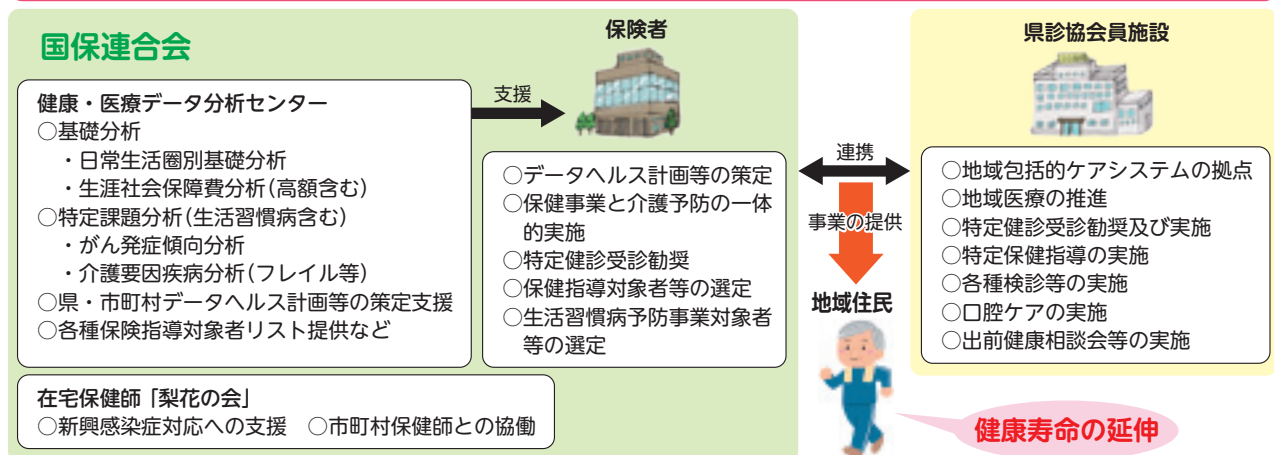 国保連合会
健康・医療データ分析センター
○基礎分析
・日常生活圏別基礎分析
・生涯社会保障費分析(高額含む)
○特定課題分析(生活習慣病含む)
・がん発症傾向分析
・介護要因疾病分析(フレイル等)
○県・市町村データヘルス計画等の策定支援
○各種保険指導対象者リスト提供など
在宅保健師「梨花の会」
○新興感染症対応への支援　○市町村保健師との協働
支援
保険者
○データヘルス計画等の策定
○保健事業と介護予防の一体
的実施
○特定健診受診勧奨
○保健指導対象者等の選定
○生活習慣病予防事業対象者
等の選定
連携
事業の提供
地域住民
県診協会員施設
○地域包括的ケアシステムの拠点
○地域医療の推進
○特定健診受診勧奨及び実施
○特定保健指導の実施
○各種検診等の実施
○口腔ケアの実施
○出前健康相談会等の実施
健康寿命の延伸